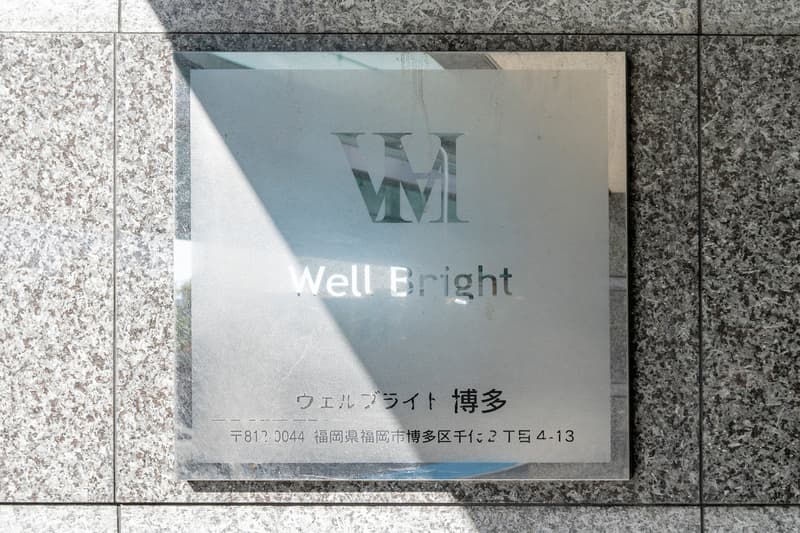 WH
Well Bright
ウェルブライト 博多
〒812-0044 福岡県福岡市博多区千代2丁目4-13